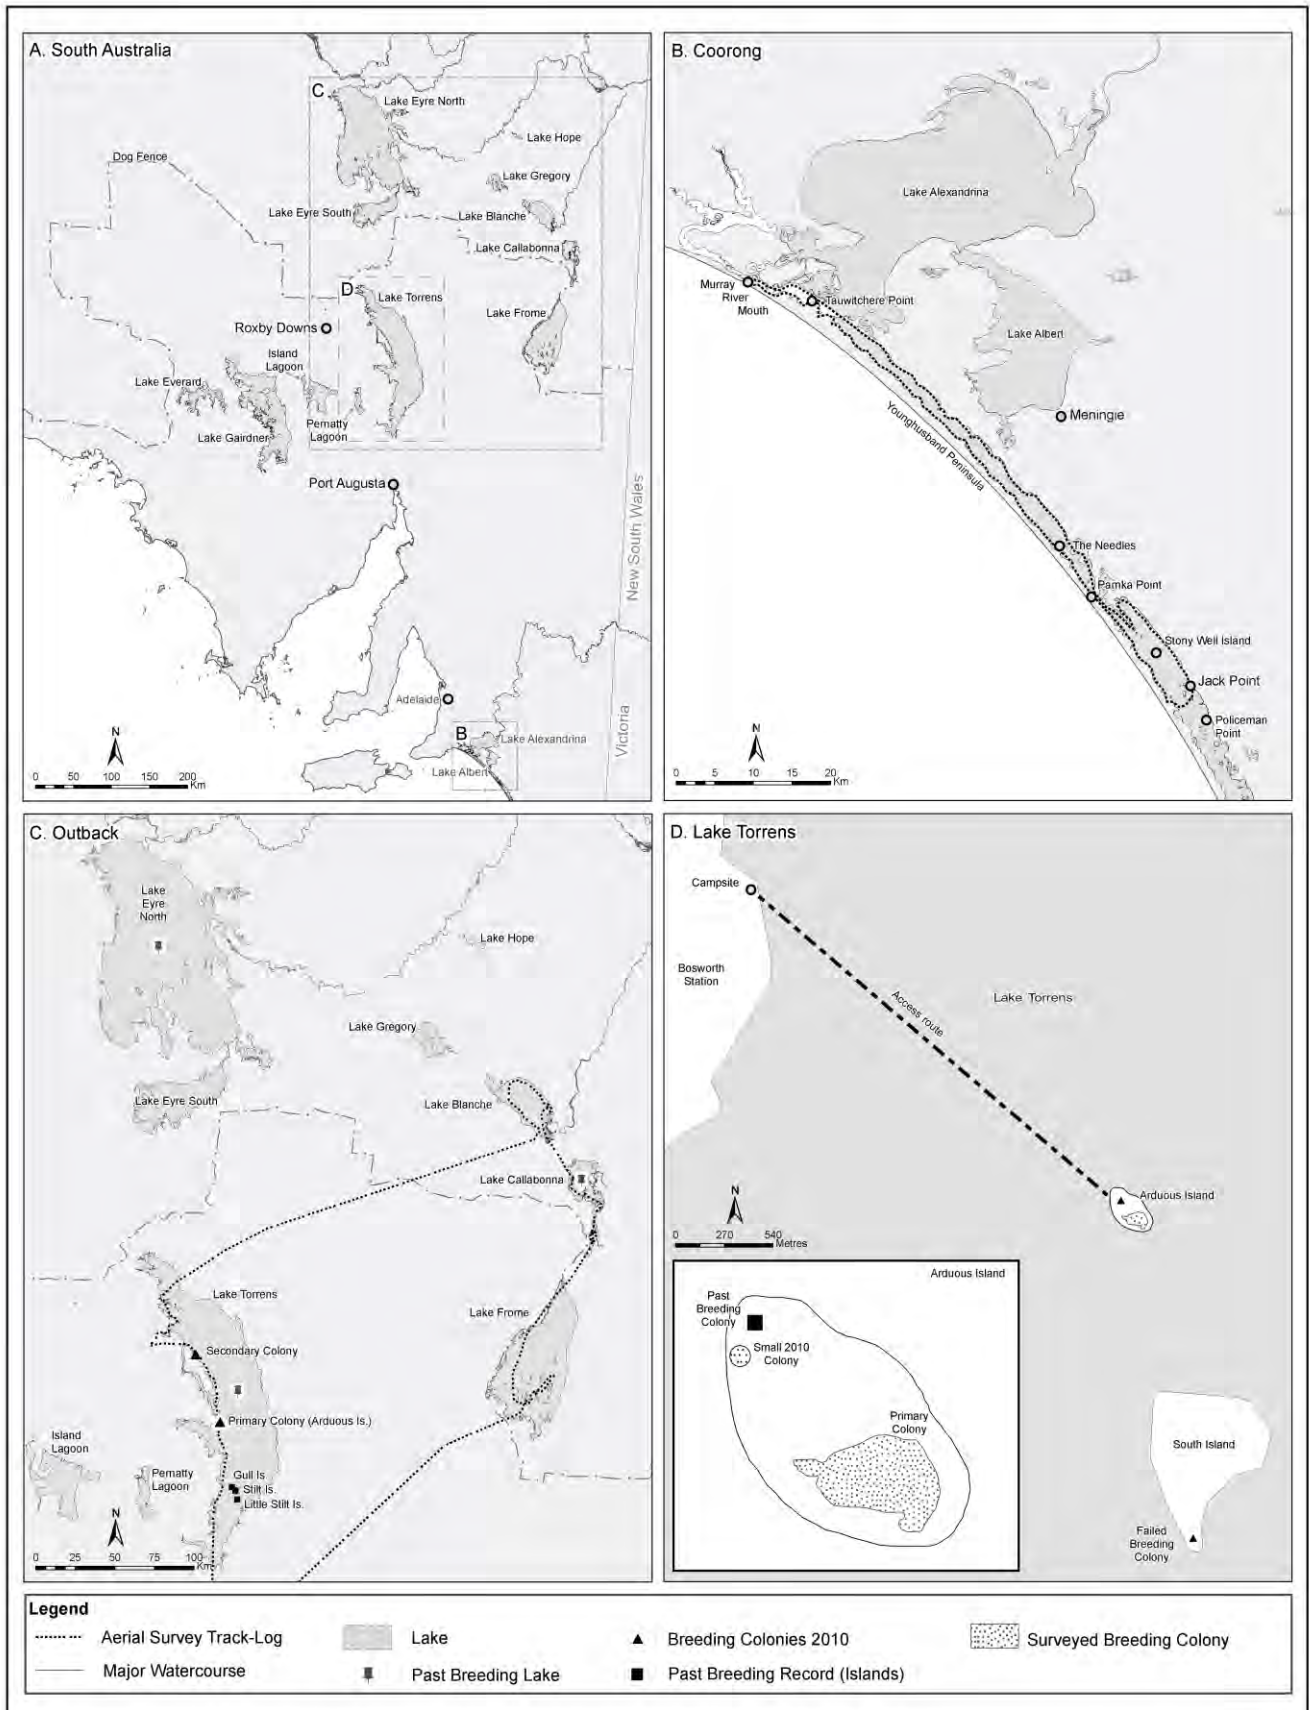 A. South Australia
C
Lake Eyre North
Lake Hope
Dog Fence
Lake Gregory
Lake Eyre South
Lake Blanche
Lake Callabonna
D
Lake Torrens
Lake Frome
Roxby Downs
Island
Lagoon
Lake Everard
Pernatty
Lagoon
Lake Gairdner
Port Augusta
New South Wales
Adelaide
Victoria
B
Lake Alexandrina
Lake Albert
N
0 50 100 150 200
Km
B. Coorong
Lake Alexandrina
Murray
River
Mouth
Tauwitchere Point
Lake Albert
Meningie
Younghusband Peninsula
The Needles
Parnka Point
Stony Well Island
Jack Point
Policeman
Point
N
0 5 10 15 20
Km
C. Outback
Lake
Eyre
North
Lake Hope
Lake Gregory
Lake Eyre South
Lake Blanche
Lake Callabonna
Lake Torrens
Lake Frome
Secondary Colony
Primary Colony (Arduous Is.)
Island
Lagoon
Pernatty
Lagoon
Gull Is
Stilt Is.
Little Stilt Is.
N
0 25 50 75 100
Km
D. Lake Torrens
Campsite
Bosworth
Station
Access route
Lake Torrens
Arduous Island
N
0 270 540
Metres
Arduous Island
Past
Breeding
Colony
Small 2010
Colony
Primary
Colony
South Island
Failed
Breeding
Colony
Legend
Aerial Survey Track-Log
Lake
Breeding Colonies 2010
Surveyed Breeding Colony
Major Watercourse
Past Breeding Lake
Past Breeding Record (Islands)